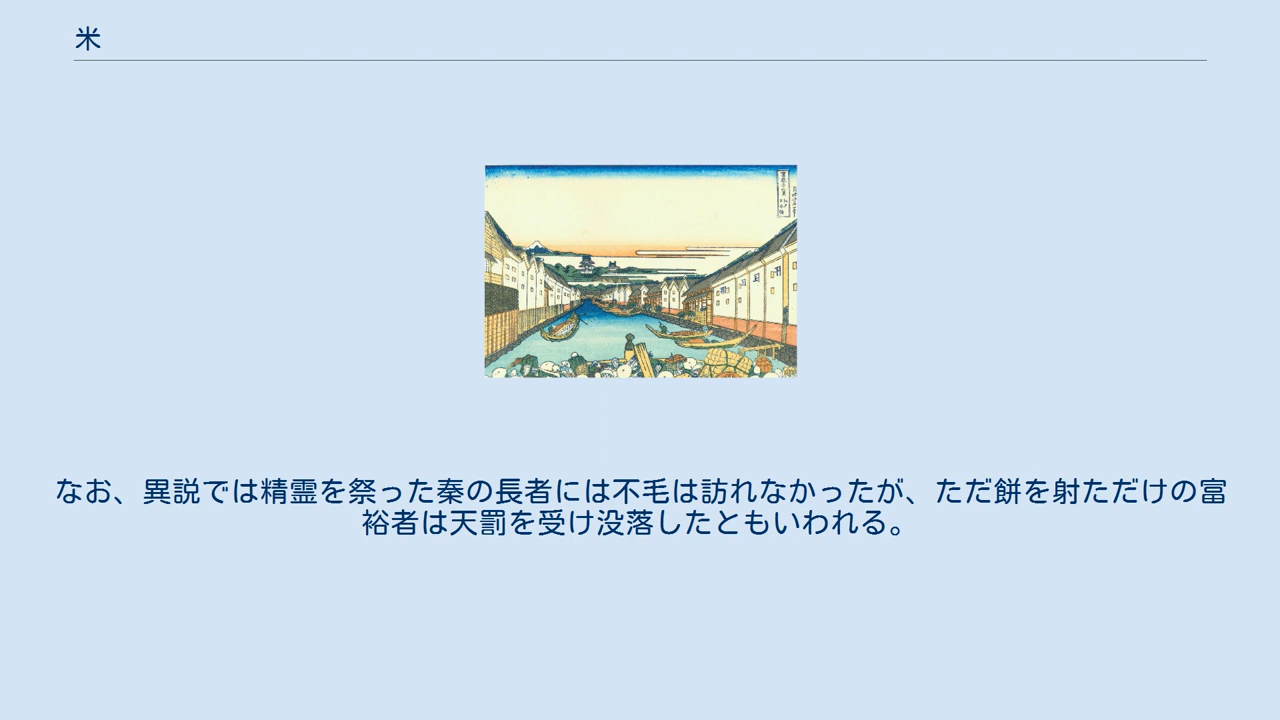 米
なお、異説では精霊を祭った秦の長者には不毛は訪れなかったが、ただ餅を射ただけの富
裕者は天罰を受け没落したともいわれる。